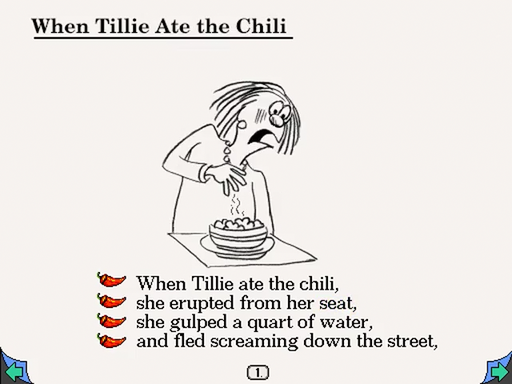 When Tillie Ate the Chili
When Tillie ate the chili,
she erupted from her seat,
she gulped a quart of water,
and fled screaming down the street,
1.